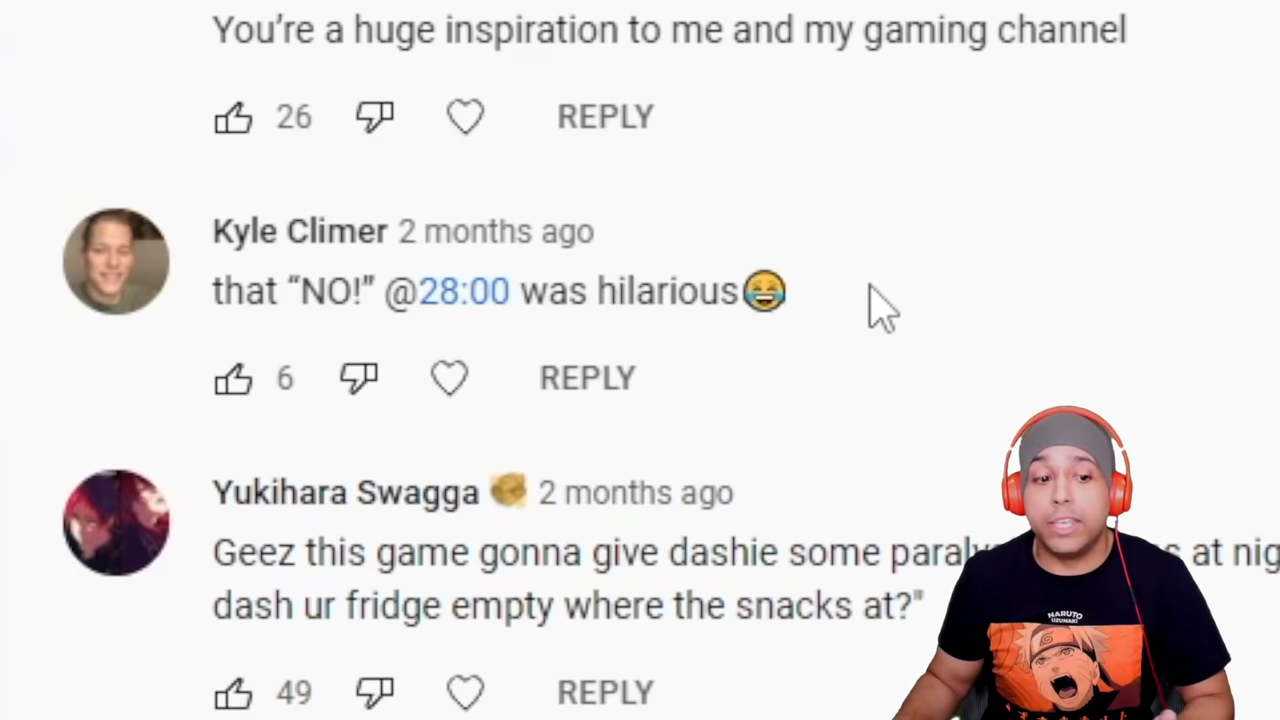 You’re a huge inspiration to me and my gaming channel
26 REPLY
Kyle Climer 2 months ago
that “NO!” @28:00 was hilarious😂
6 REPLY
Yukihara Swagga 2 months ago
Geez this game gonna give dashie some at
dash ur fridge empty where the snacks at?"
49 REPLY
NARUTO
UZUMAKI